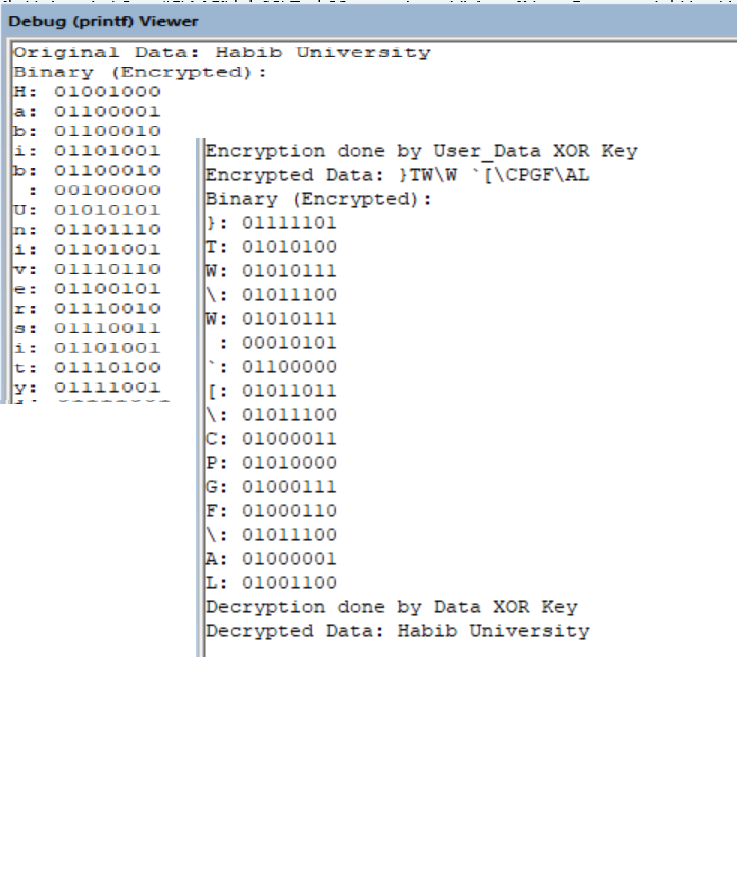 Debug (printf) Viewer
Original Data: Habib University
Binary (Encrypted):
H: 01001000
a: 01100001
b: 01100010
i: 01101001
b: 01100010
 : 00100000
U: 01010101
n: 01101110
i: 01101001
v: 01110110
e: 01100101
r: 01110010
s: 01110011
i: 01101001
t: 01110100
y: 01111001
Encryption done by User_Data XOR Key
Encrypted Data: }TW\W `[\CPGF\AL
Binary (Encrypted):
}: 01111101
T: 01010100
W: 01010111
\: 01011100
W: 01010111
 : 00010101
`: 01100000
[: 01011011
\: 01011100
C: 01000011
P: 01010000
G: 01000111
F: 01000110
\: 01011100
A: 01000001
L: 01001100
Decryption done by Data XOR Key
Decrypted Data: Habib University